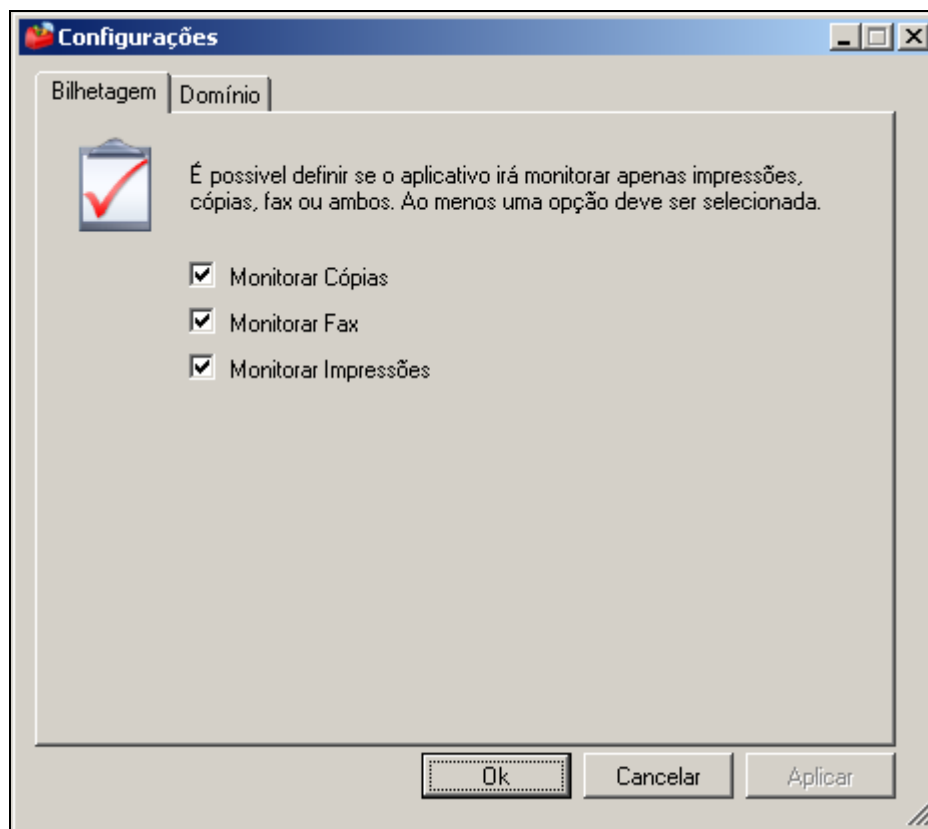 Configurações
Bilhetagem
Domínio
É possivel definir se o aplicativo irá monitorar apenas impressões,
cópias, fax ou ambos. Ao menos uma opção deve ser selecionada.
Monitorar Cópias
Monitorar Fax
Monitorar Impressões
Ok
Cancelar
Aplicar